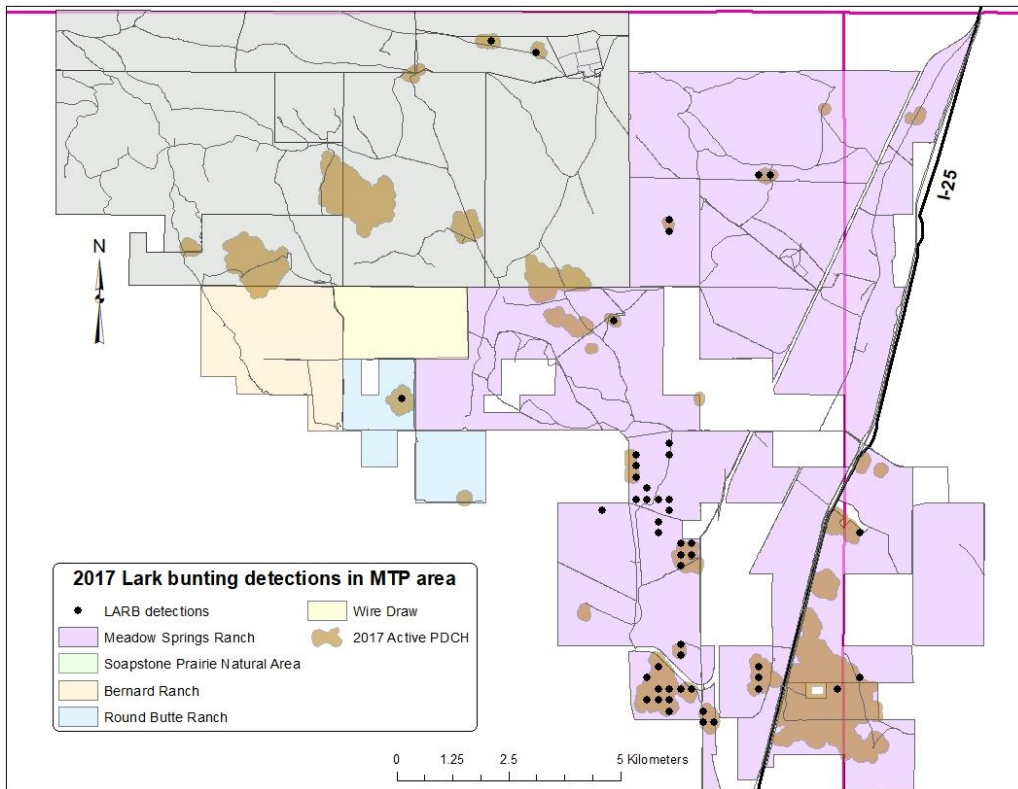 I-25
N
2017 Lark bunting detections in MTP area
LARB detections
Meadow Springs Ranch
Soapstone Prairie Natural Area
Bernard Ranch
Round Butte Ranch
Wire Draw
2017 Active PDCH
0 1.25 2.5 5 Kilometers